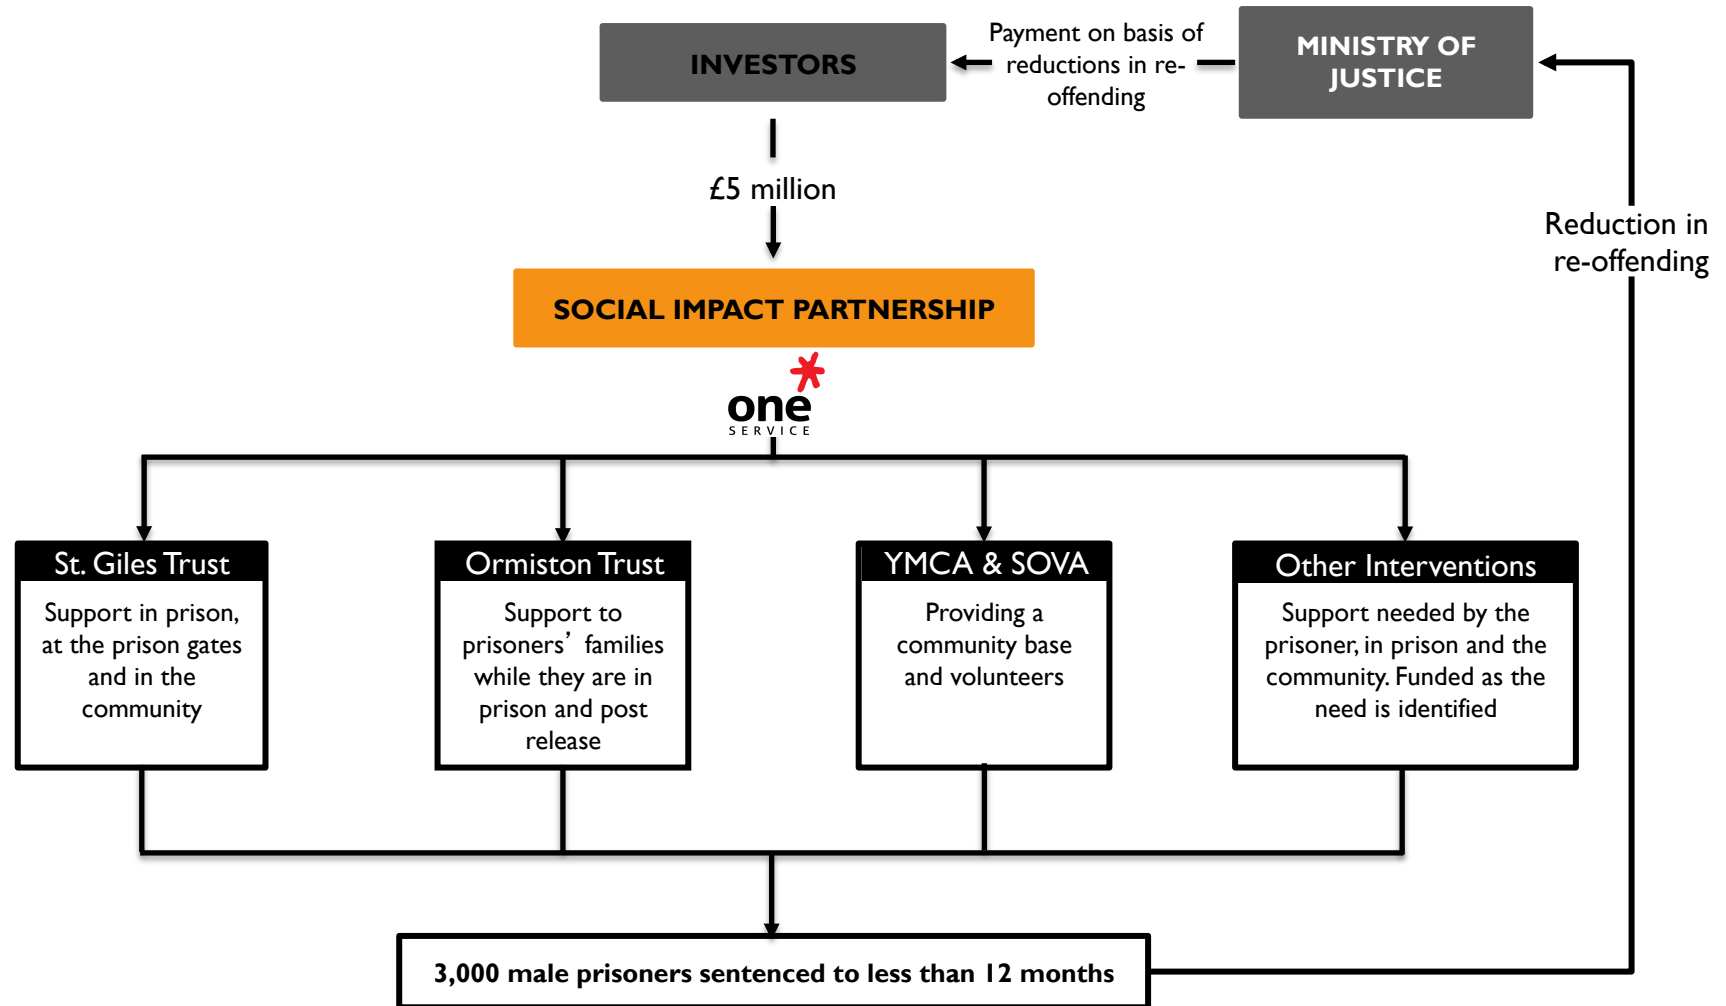 INVESTORS
Payment on basis of
reductions in re-
offending
MINISTRY OF
JUSTICE
£5 million
Reduction in
re-offending
SOCIAL IMPACT PARTNERSHIP
one
SERVICE
St. Giles Trust
Support in prison,
at the prison gates
and in the
community
Ormiston Trust
Support to
prisoners’ families
while they are in
prison and post
release
YMCA & SOVA
Providing a
community base
and volunteers
Other Interventions
Support needed by the
prisoner, in prison and the
community. Funded as the
need is identified
3,000 male prisoners sentenced to less than 12 months